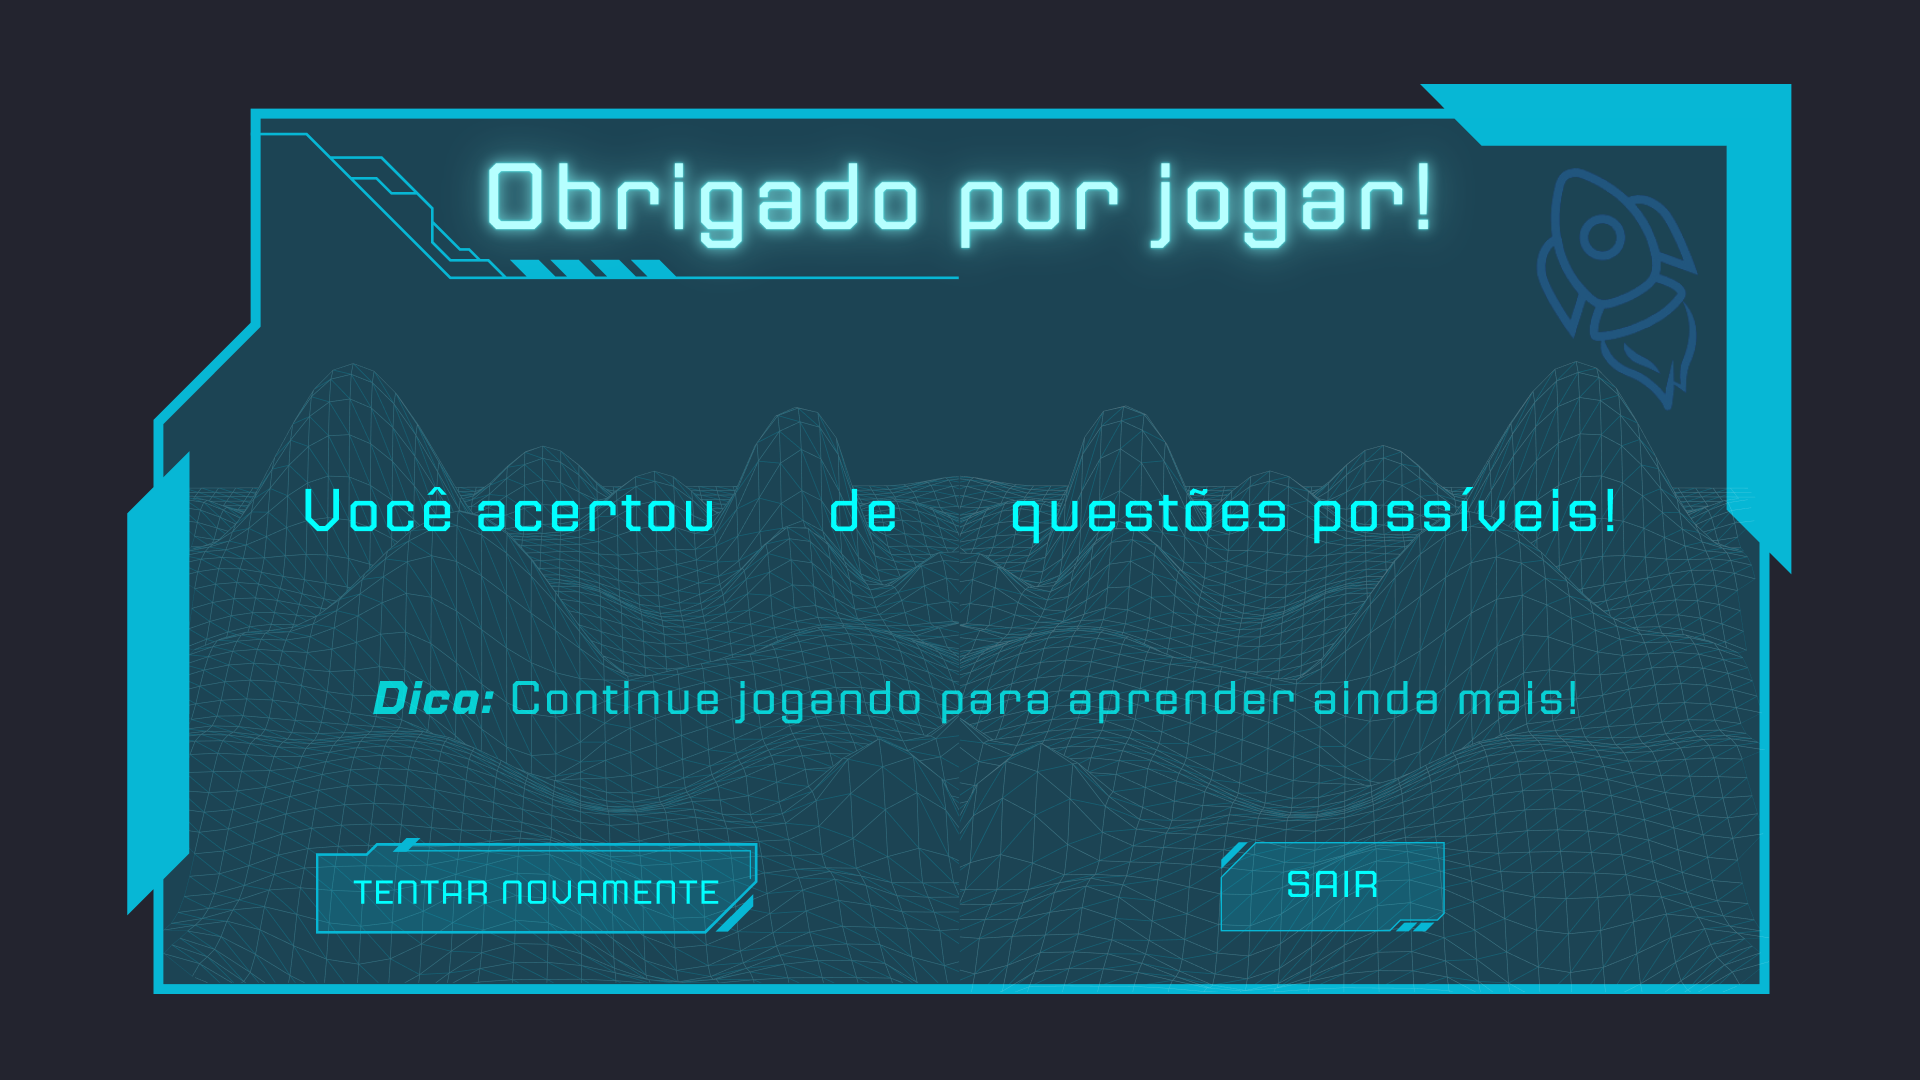 Obrigado por jogar!
Você acertou de questões possíveis!
Dica: Continue jogando para aprender ainda mais!
TENTAR NOVAMENTE
SAIR